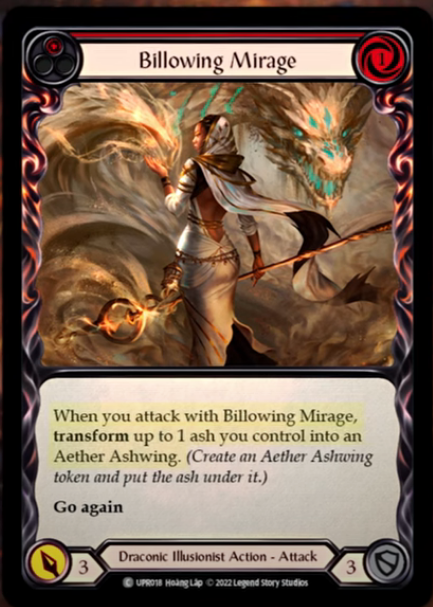 Billowing Mirage
1
When you attack with Billowing Mirage,
transform up to 1 ash you control into an
Aether Ashwing. (Create an Aether Ashwing
token and put the ash under it.)
Go again
3
Draconic Illusionist Action - Attack
3
C UPR018 Hoàng Lập © 2022 Legend Story Studios